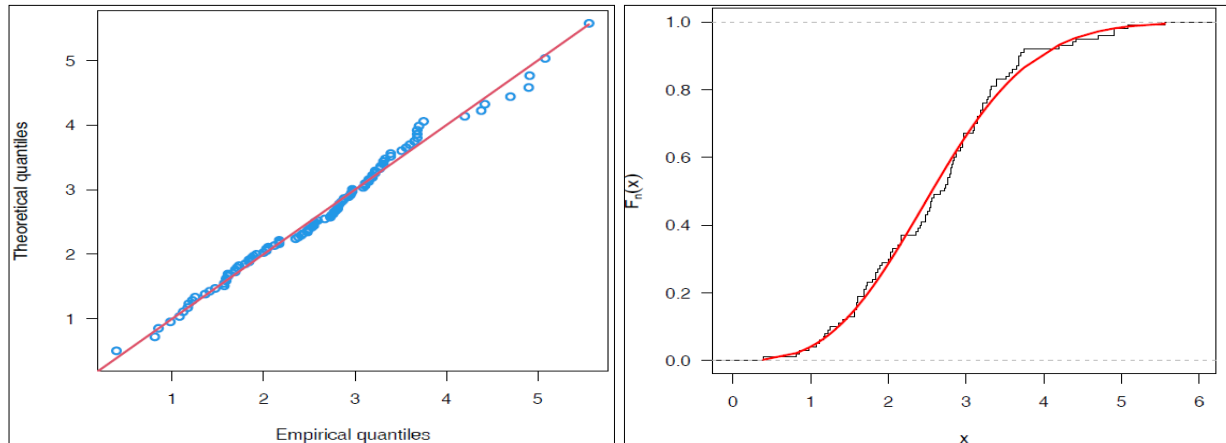 Theoretical quantiles
5
4
3
2
1
1 2 3 4 5
Empirical quantiles
Fn(x)
1.0
0.8
0.6
0.4
0.2
0.0
0 1 2 3 4 5 6
x